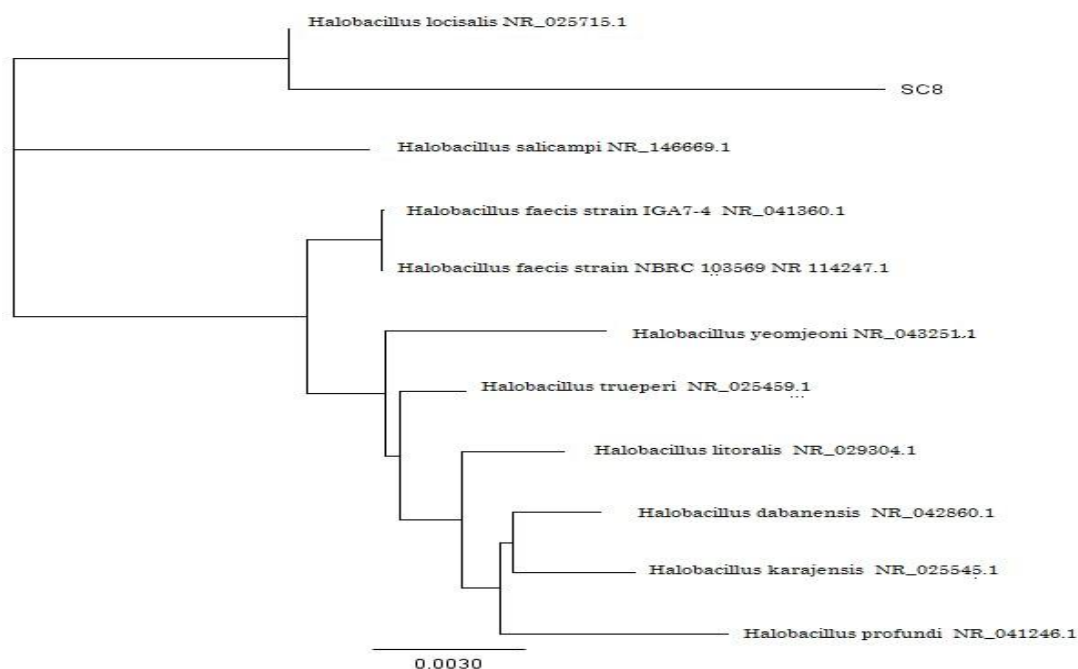 Halobacillus locisalis NR_025715.1
SC8
Halobacillus salicampi NR_146669.1
Halobacillus faecis strain IGA7-4 NR_041360.1
Halobacillus faecis strain NBRC 103569 NR 114247.1
Halobacillus yeomjeoni NR_043251.1
Halobacillus trueperi NR_025459.1
Halobacillus litoralis NR_029304.1
Halobacillus dabanensis NR_042860.1
Halobacillus karajensis NR_025545.1
Halobacillus profundi NR_041246.1
0.0030